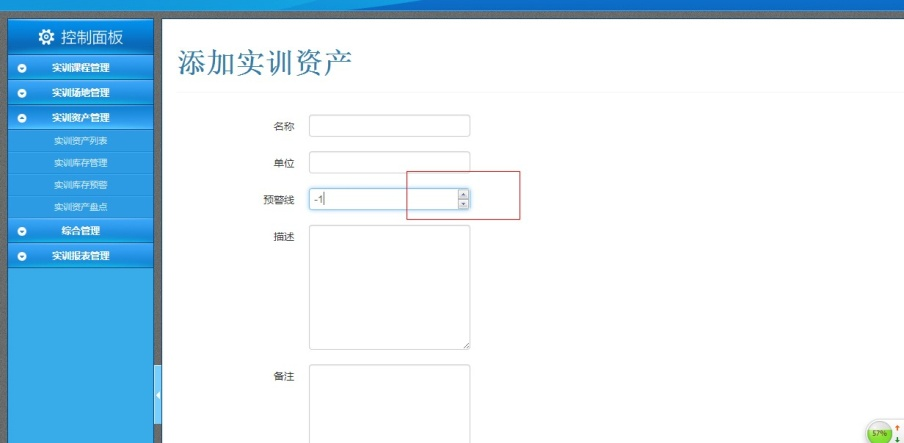 控制面板
实训课程管理
实训场地管理
实训资产管理
实训资产列表
实训库存管理
实训库存预警
实训资产盘点
综合管理
实训报表管理
添加实训资产
名称
单位
预警线
-1
描述
备注
57%